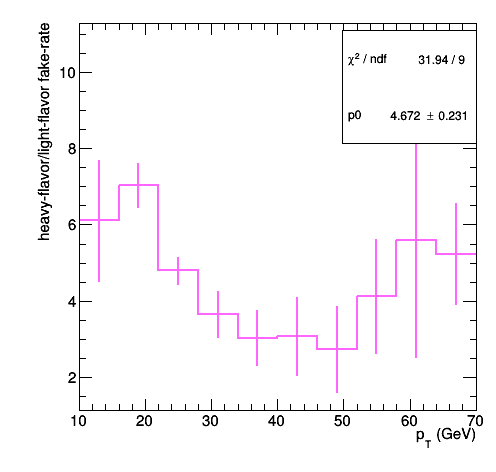 heavy-flavor/light-flavor fake-rate
χ² / ndf 31.94 / 9
p0 4.672 ± 0.231
10
8
6
4
2
10 20 30 40 50 60 70
p_T (GeV)